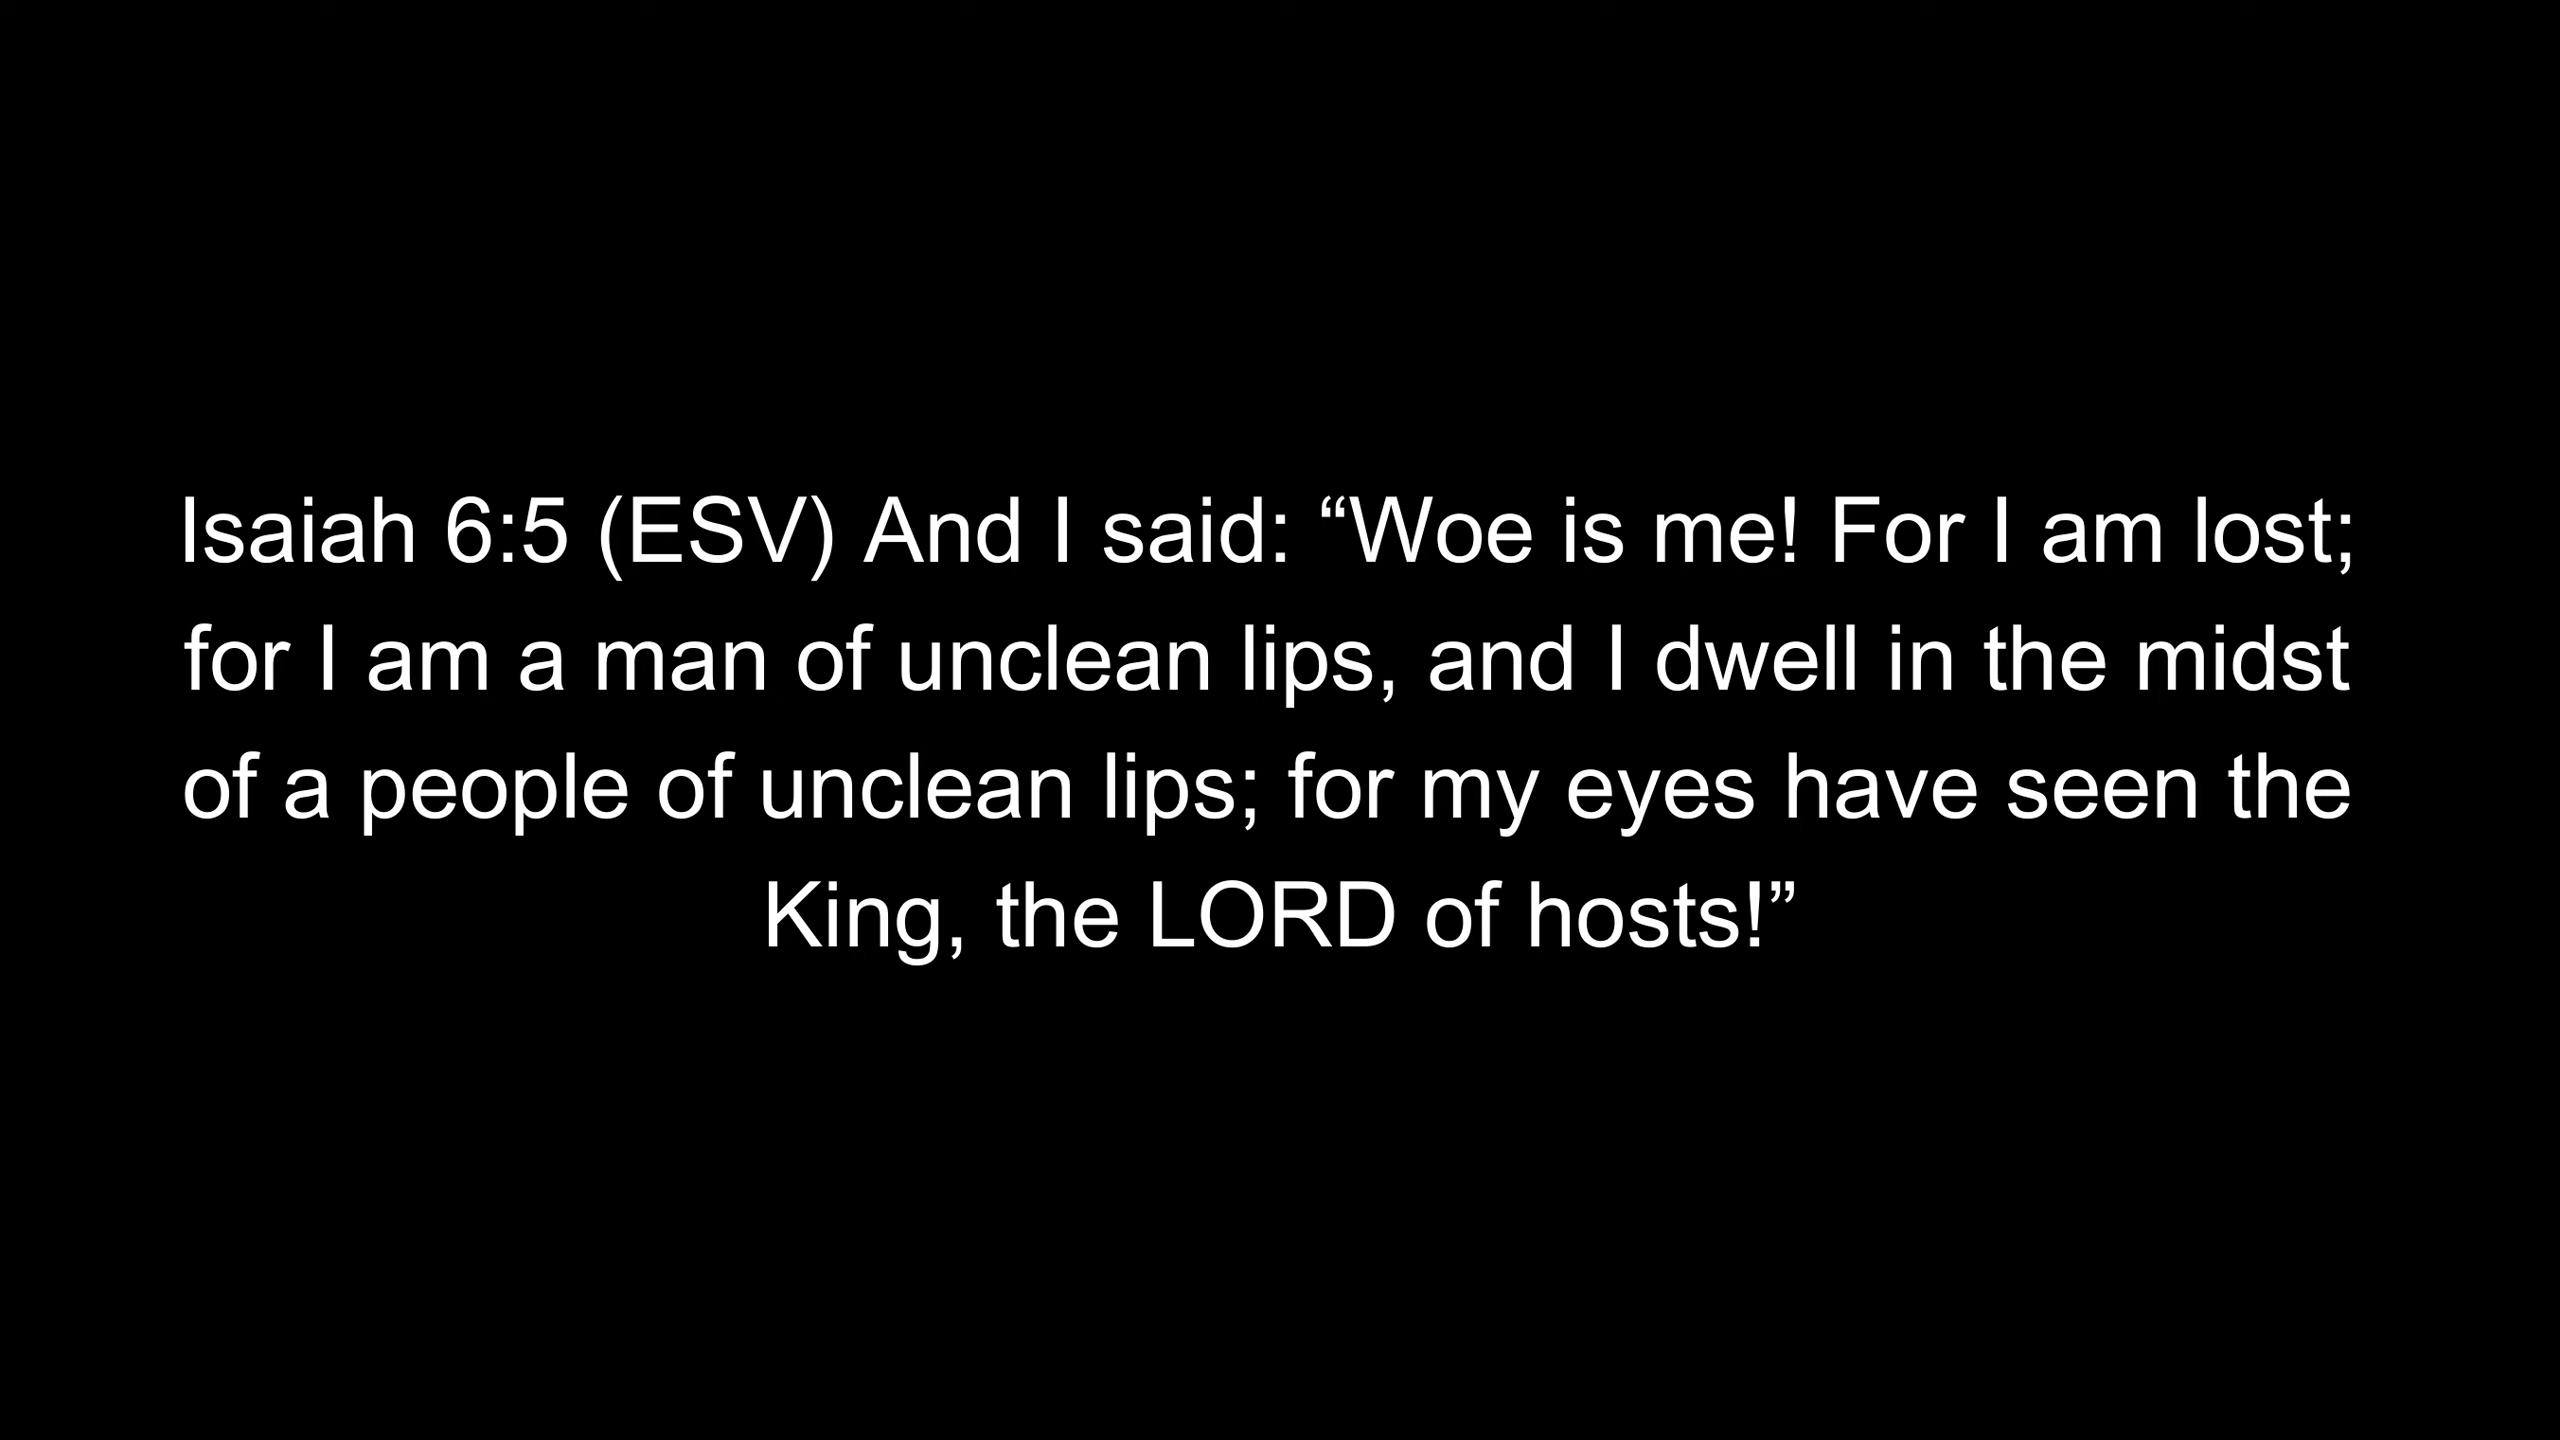 Isaiah 6:5 (ESV) And I said: “Woe is me! For I am lost;
for I am a man of unclean lips, and I dwell in the midst
of a people of unclean lips; for my eyes have seen the
King, the LORD of hosts!”